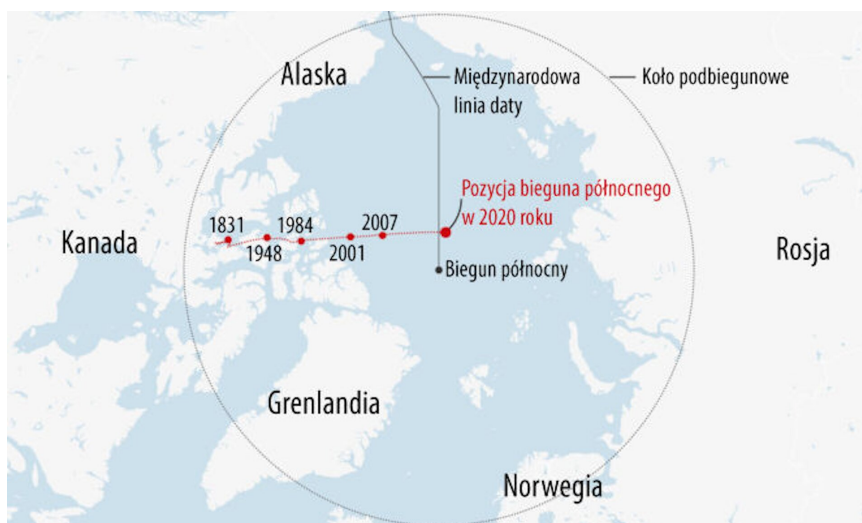 Alaska
Międzynarodowa
linia daty
Koło podbiegunowe
Pozycja bieguna północnego
w 2020 roku
1831
1984
2007
Kanada
1948
2001
Rosja
Biegun północny
Grenlandia
Norwegia